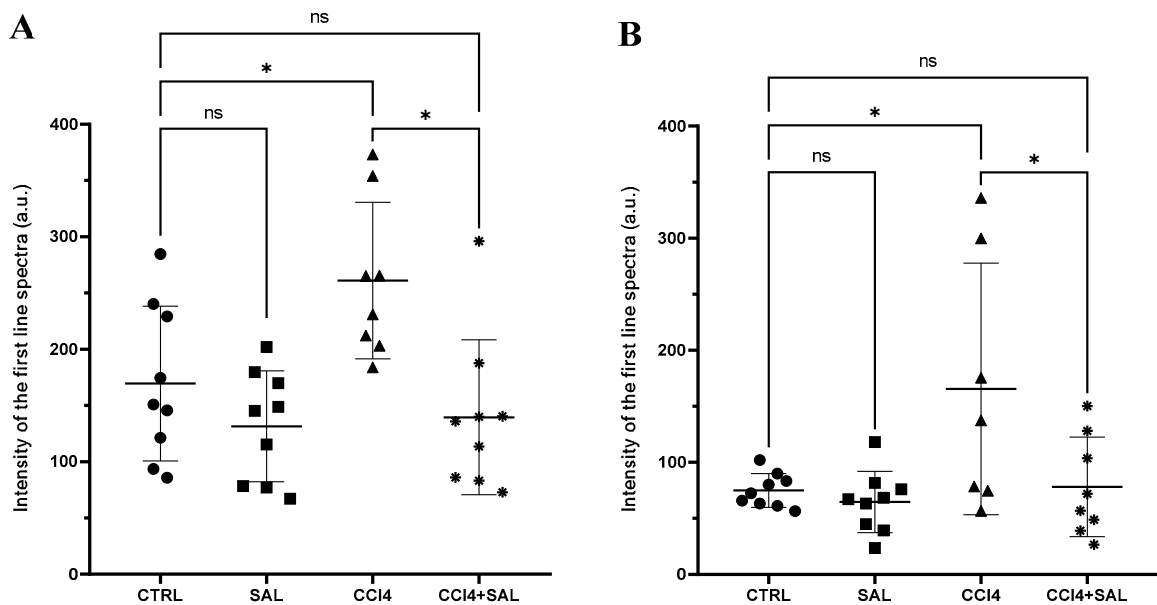 A
ns
*
ns
*
400
300
200
100
0
Intensity of the first line spectra (a.u.)
CTRL
SAL
CCl4
CCl4+SAL
B
ns
*
ns
*
400
300
200
100
0
Intensity of the first line spectra (a.u.)
CTRL
SAL
CCl4
CCl4+SAL